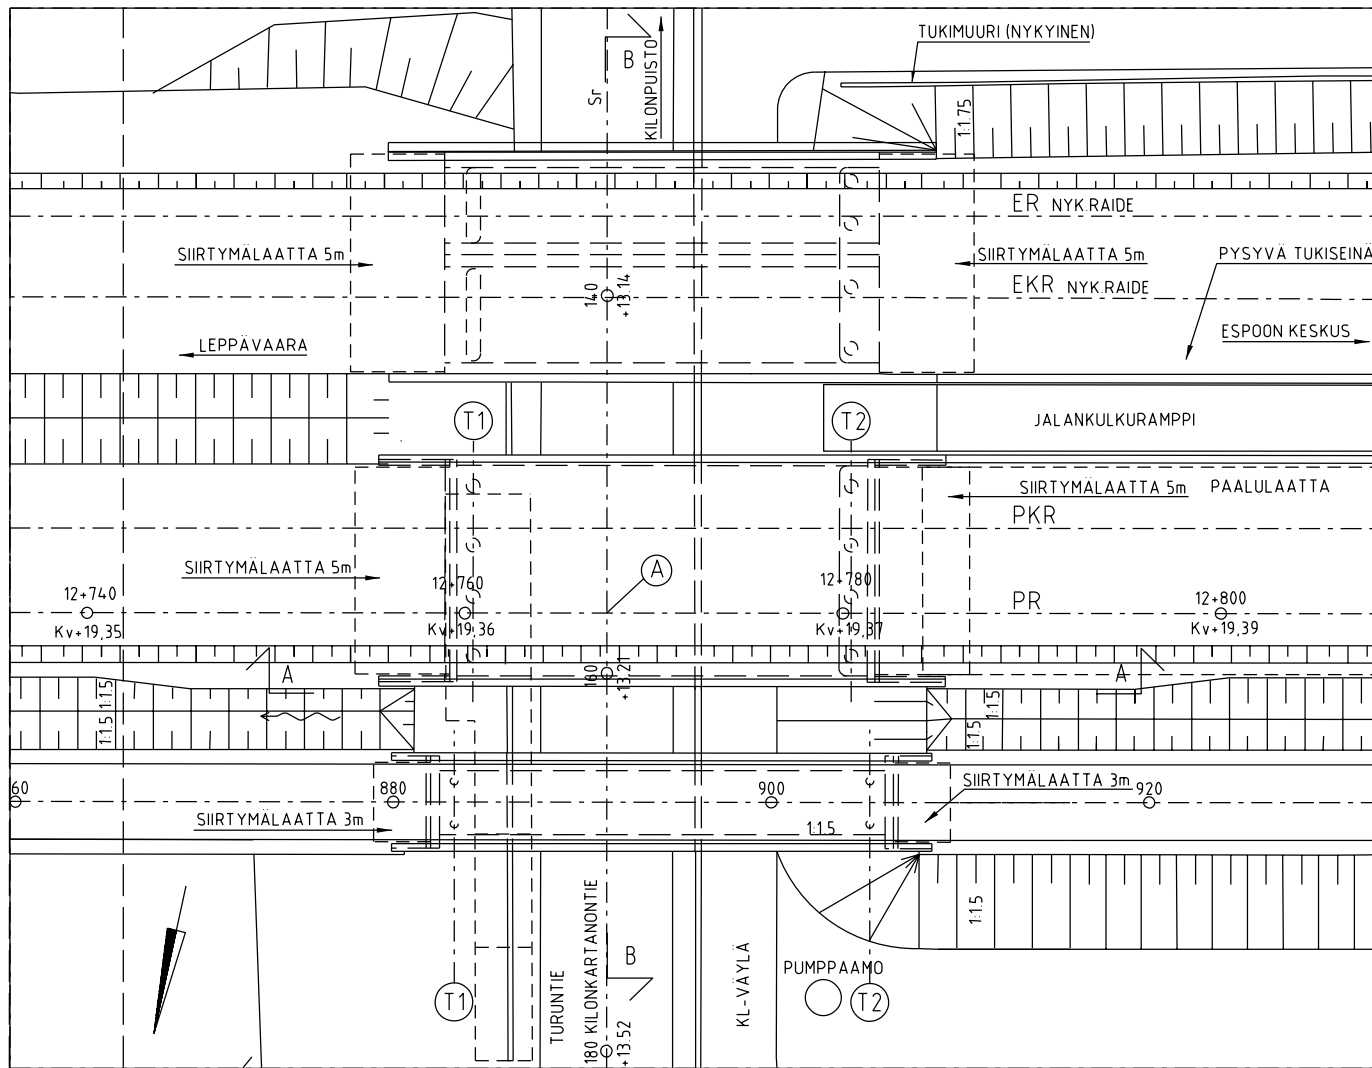 TUKIMUURI (NYKYINEN)
B
Sr
KILONPUISTO
1:1.75
ER NYK.RAIDE
SIIRTYMÄLAATTA 5m
SIIRTYMÄLAATTA 5m
PYSYVÄ TUKISEINÄ
EKR NYK.RAIDE
140
+13.14
LEPPÄVAARA
ESPOON KESKUS
T1
T2
JALANKULKURAMPPI
SIIRTYMÄLAATTA 5m
PAALULAATTA
PKR
SIIRTYMÄLAATTA 5m
A
12+740
12+760
12+780
12+800
PR
Kv+19,35
Kv+19,36
Kv+19,37
Kv+19,39
A
160
+13.21
A
1:1.5
1:1.5
1:1.5
1:1.5
60
880
900
SIIRTYMÄLAATTA 3m
920
SIIRTYMÄLAATTA 3m
1:1.5
1:1.5
B
PUMPPAAMO
T1
T2
TURUNTIE
180 KILONKARTANONTIE
+13.52
KL-VÄYLÄ